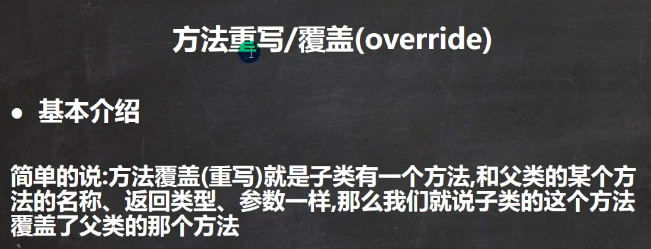 方法重写/覆盖(override)
● 基本介绍
简单的说:方法覆盖(重写)就是子类有一个方法,和父类的某个方
法的名称、返回类型、参数一样,那么我们就说子类的这个方法
覆盖了父类的那个方法